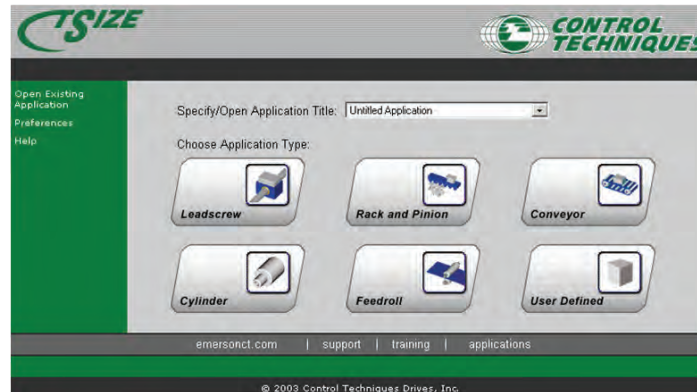 CTSIZE
CONTROL
TECHNIQUES
Open Existing
Application
Preferences
Help
Specify/Open Application Title: Untitled Application
Choose Application Type:
Leadscrew
Rack and Pinion
Conveyor
Cylinder
Feedroll
User Defined
emersonct.com | support | training | applications
© 2003 Control Techniques Drives, Inc.